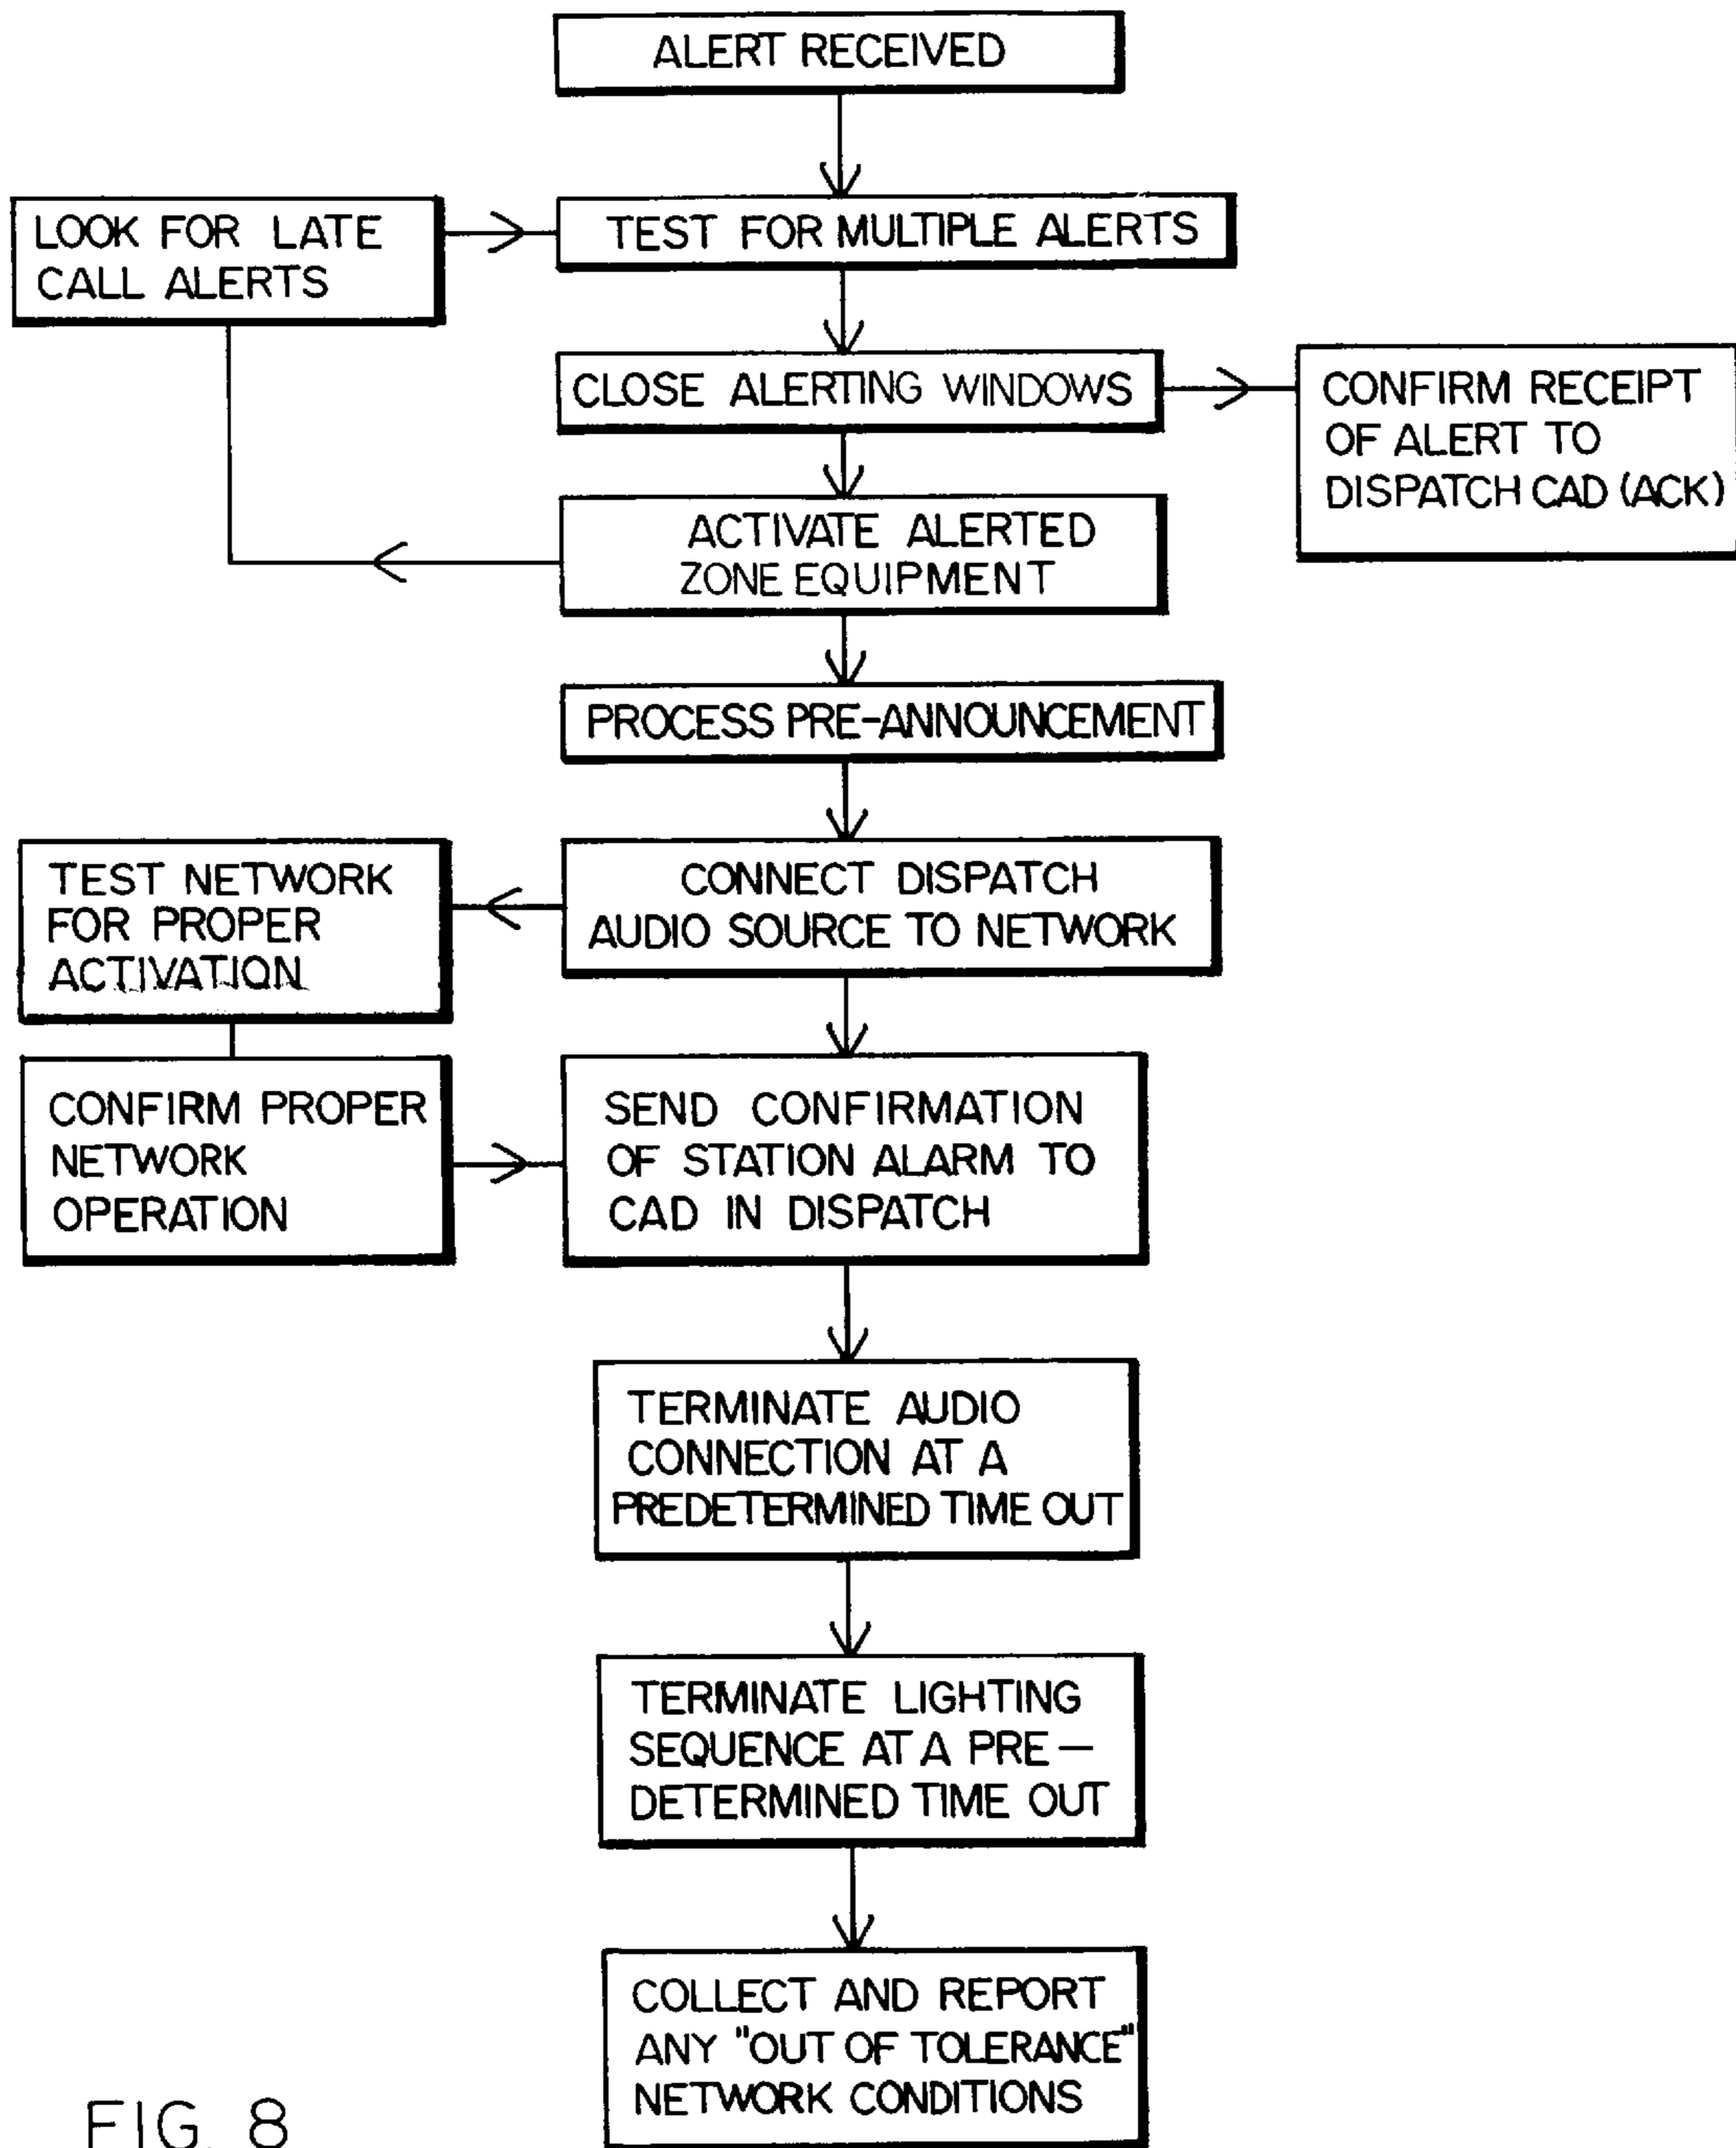 ALERT RECEIVED
LOOK FOR LATE
CALL ALERTS
TEST FOR MULTIPLE ALERTS
CLOSE ALERTING WINDOWS
CONFIRM RECEIPT
OF ALERT TO
DISPATCH CAD (ACK)
ACTIVATE ALERTED
ZONE EQUIPMENT
PROCESS PRE-ANNOUNCEMENT
TEST NETWORK
FOR PROPER
ACTIVATION
CONNECT DISPATCH
AUDIO SOURCE TO NETWORK
CONFIRM PROPER
NETWORK
OPERATION
SEND CONFIRMATION
OF STATION ALARM TO
CAD IN DISPATCH
TERMINATE AUDIO
CONNECTION AT A
PREDETERMINED TIME OUT
TERMINATE LIGHTING
SEQUENCE AT A PRE-
DETERMINED TIME OUT
COLLECT AND REPORT
ANY "OUT OF TOLERANCE"
NETWORK CONDITIONS
FIG. 8